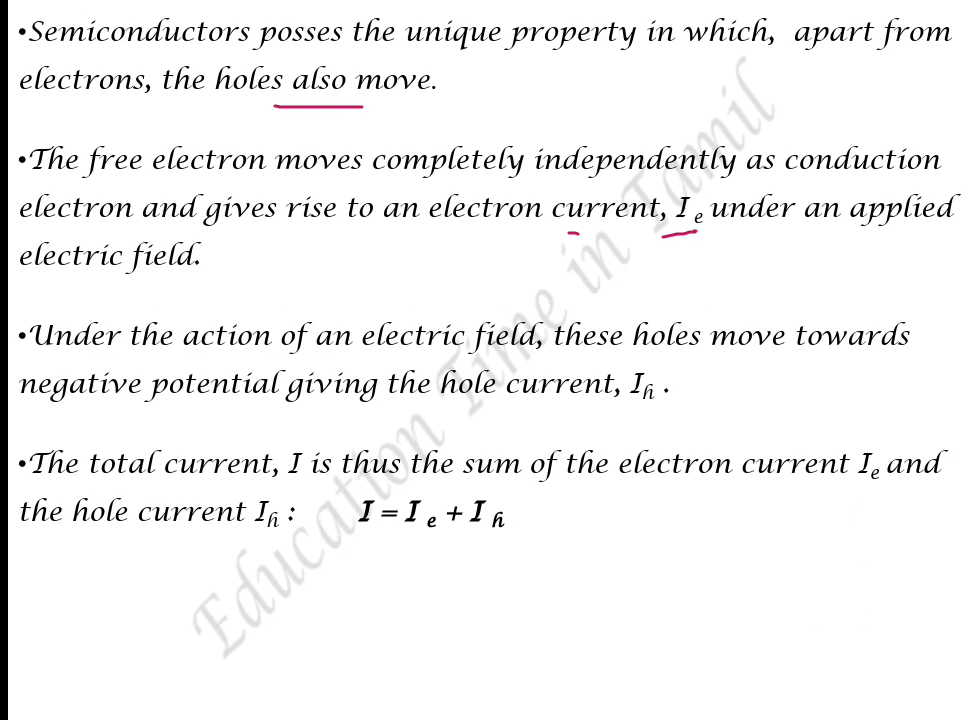 •Semiconductors posses the unique property in which, apart from
electrons, the holes also move.
•The free electron moves completely independently as conduction
electron and gives rise to an electron current, I e under an applied
electric field.
•Under the action of an electric field, these holes move towards
negative potential giving the hole current, Ih .
•The total current, I is thus the sum of the electron current Ie and
the hole current Ih : I = I e + I h
Education Time in Tamil